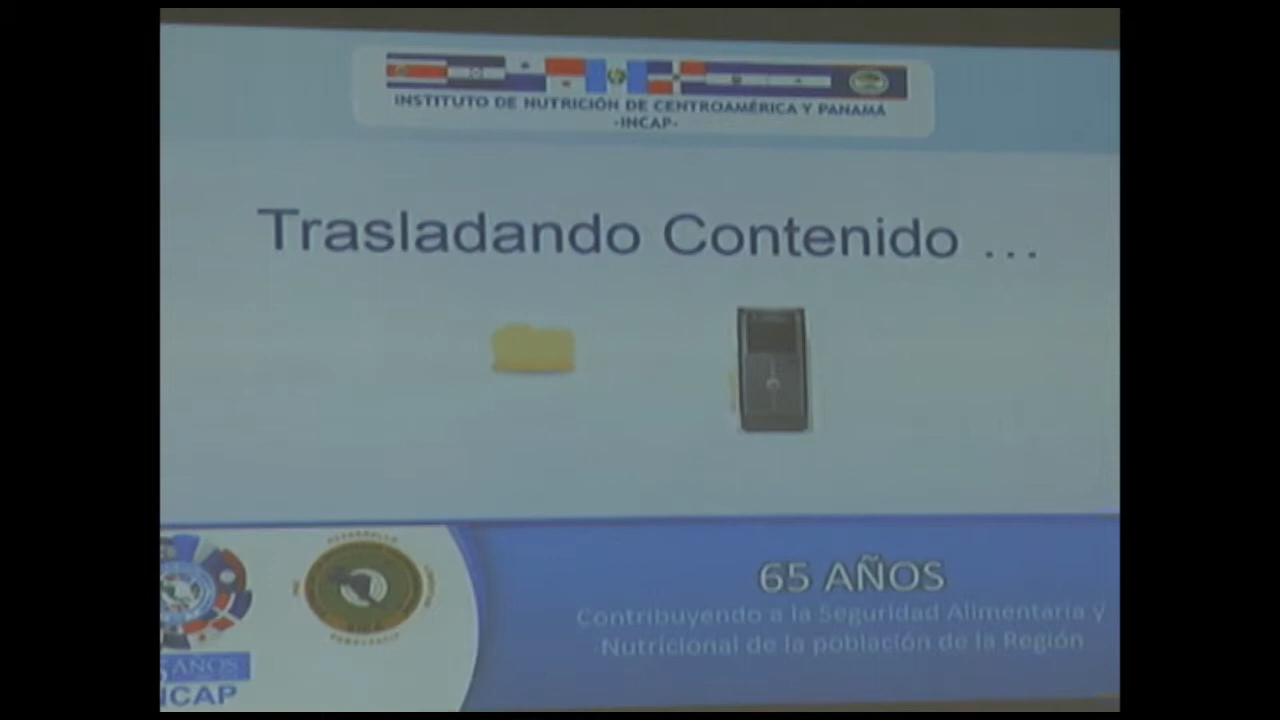 INSTITUTO DE NUTRICIÓN DE CENTROAMÉRICA Y PANAMÁ
-INCAP-
Trasladando Contenido ...
65 AÑOS
Contribuyendo a la Seguridad Alimentaria y
Nutricional de la población de la Región
AÑOS
INCAP